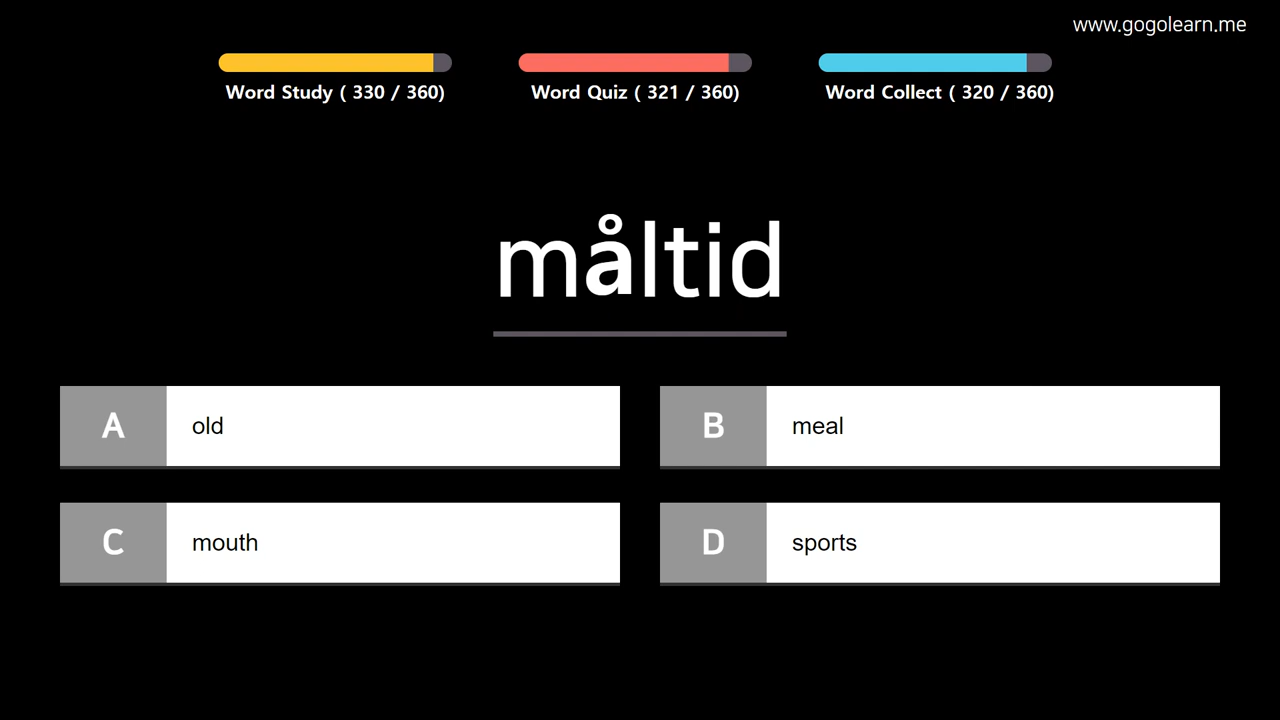 www.gogolearn.me
Word Study ( 330 / 360)
Word Quiz ( 321 / 360)
Word Collect ( 320 / 360)
måltid
A old
B meal
C mouth
D sports